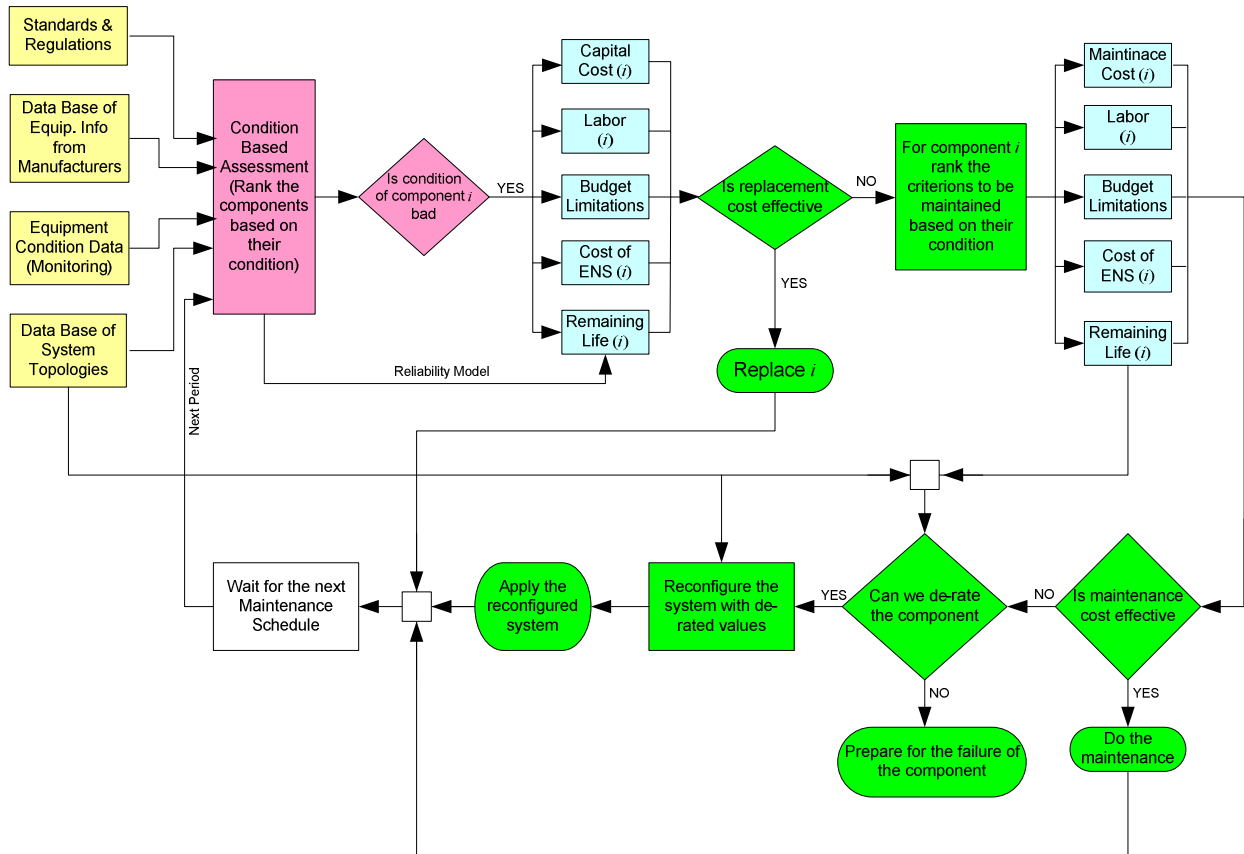 Standards &
Regulations
Data Base of
Equip. Info
from
Manufacturers
Equipment
Condition Data
(Monitoring)
Data Base of
System
Topologies
Condition
Based
Assessment
(Rank the
components
based on
their
condition)
Is condition
of component i
bad
YES
Capital
Cost (i)
Labor
(i)
Budget
Limitations
Cost of
ENS (i)
Remaining
Life (i)
Reliability Model
Next Period
Is replacement
cost effective
NO
YES
Replace i
For component i
rank the
criterions to be
maintained
based on their
condition
Maintinace
Cost (i)
Labor
(i)
Budget
Limitations
Cost of
ENS (i)
Remaining
Life (i)
Wait for the next
Maintenance
Schedule
Apply the
reconfigured
system
Reconfigure the
system with de-
rated values
YES
Can we de-rate
the component
NO
Is maintenance
cost effective
NO
YES
Prepare for the failure of
the component
Do the
maintenance